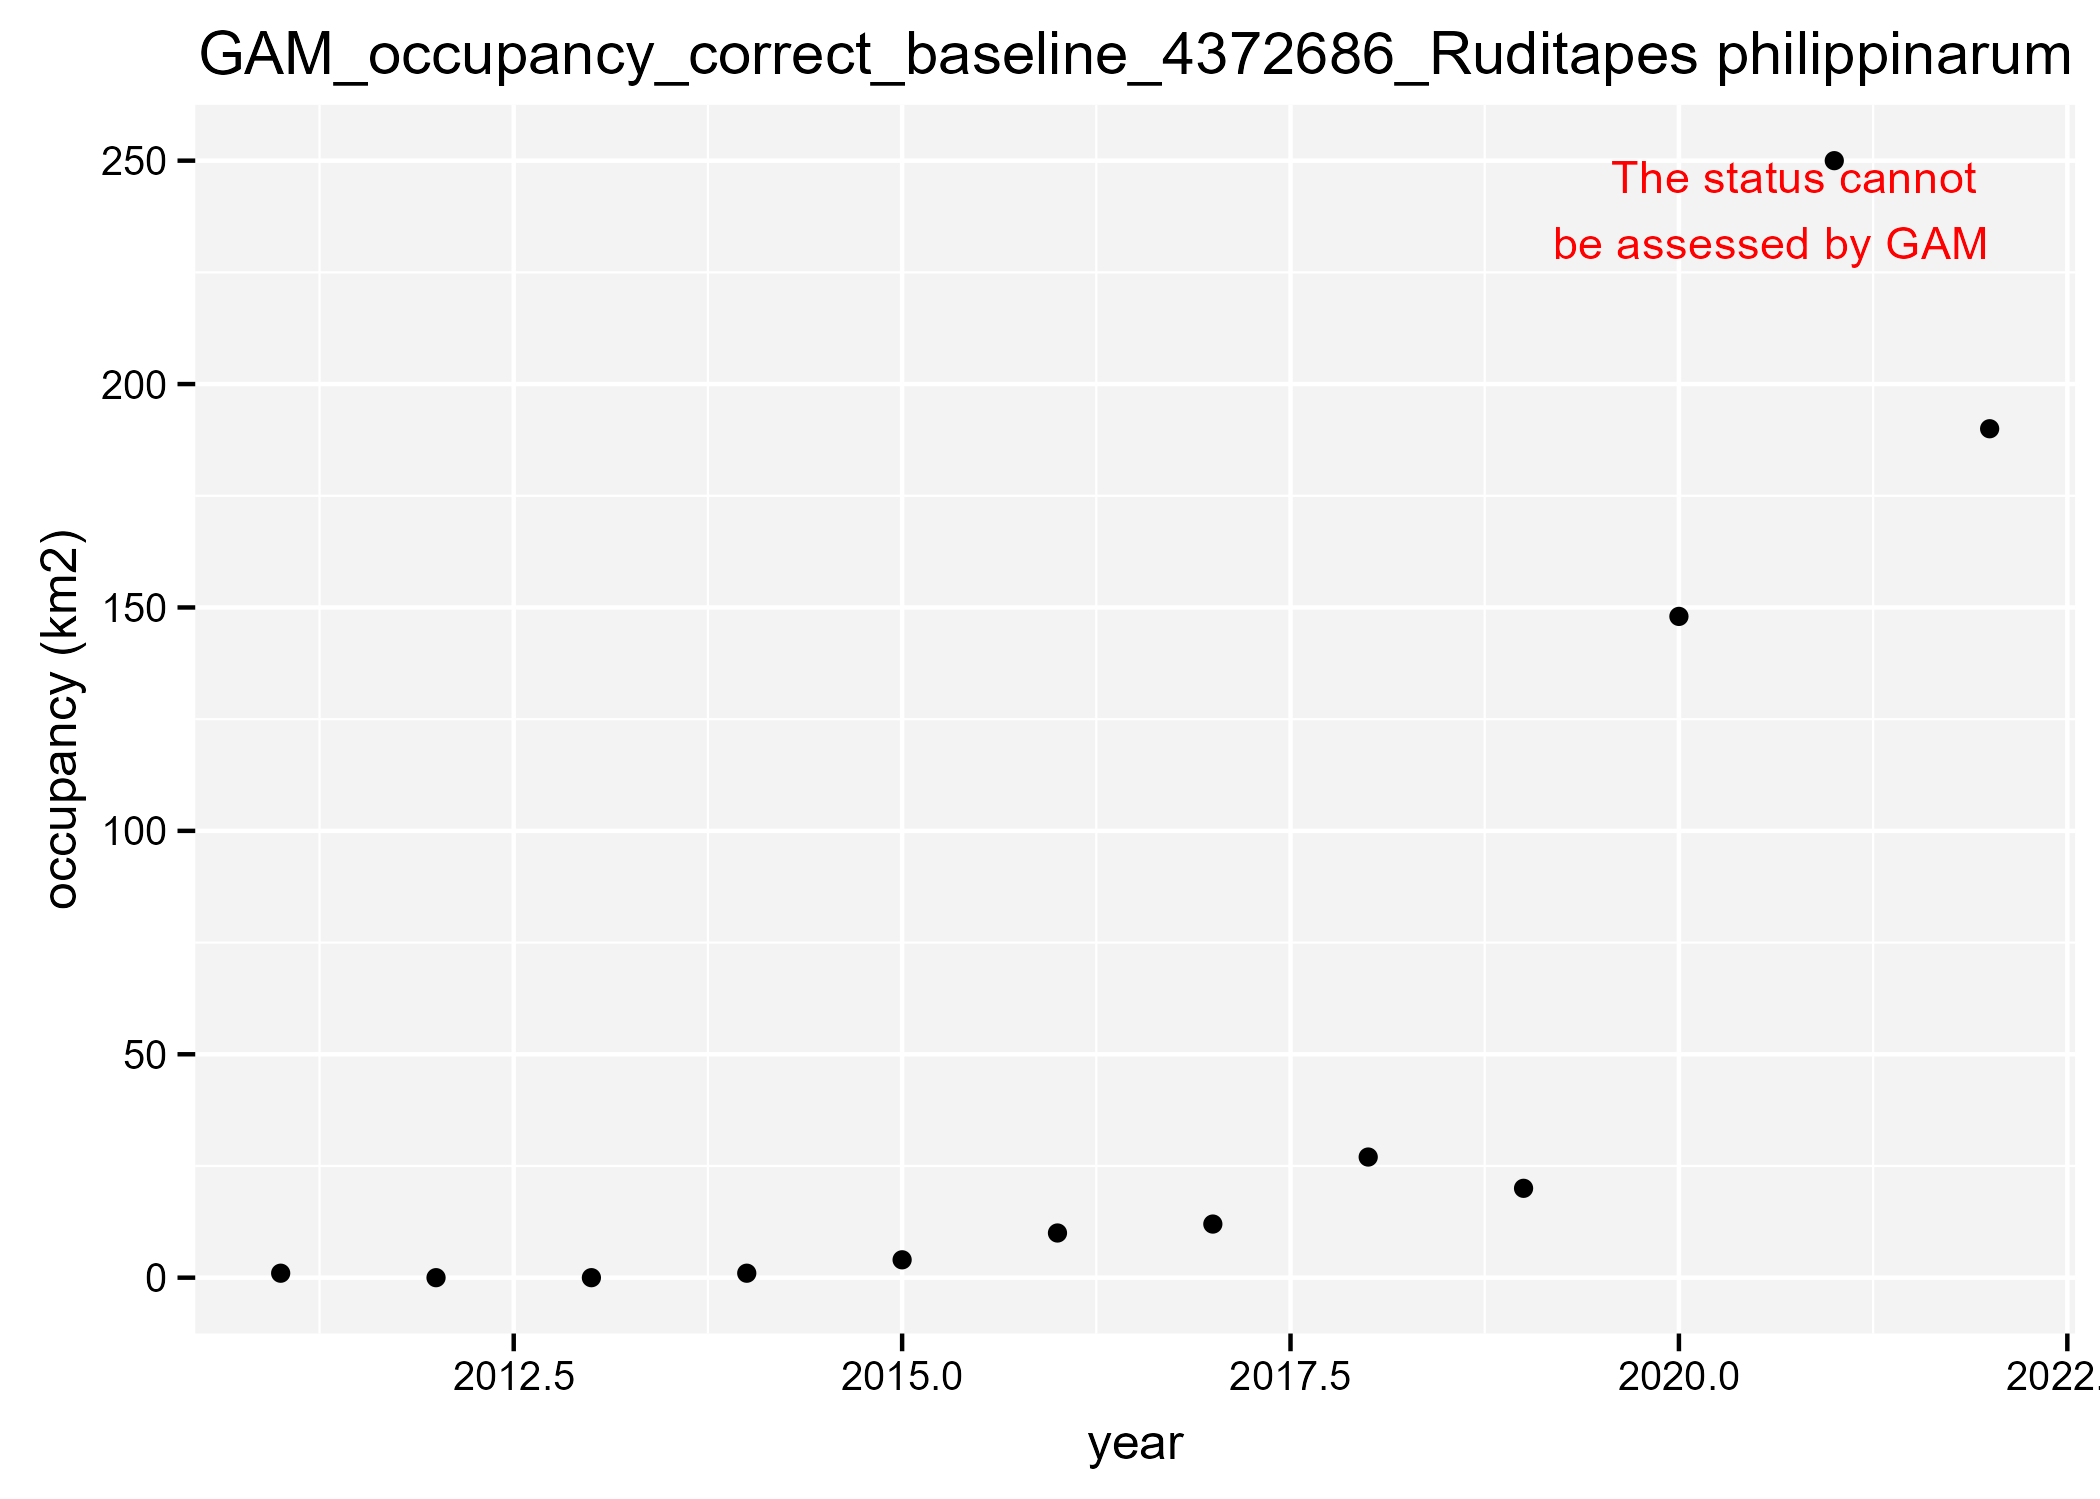 GAM_occupancy_correct_baseline_4372686_Ruditapes philippinarum
250
The status cannot
be assessed by GAM
200
150
100
50
0
occupancy (km2)
2012.5 2015.0 2017.5 2020.0 2022.
year